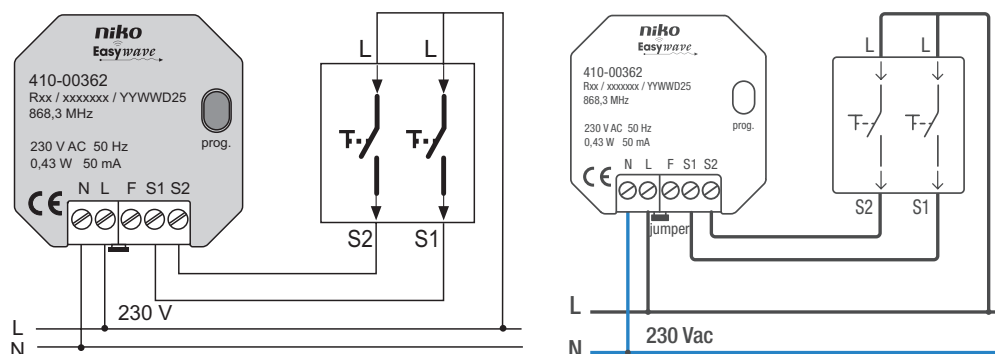 niko
Easywave
410-00362
Rxx / xxxxxxx / YYWWD25
868,3 MHz
230 V AC 50 Hz
0,43 W 50 mA
prog.
CE
N L F S1 S2
L L
S2 S1
230 V
L
N
niko
Easywave
410-00362
Rxx / xxxxxxx / YYWWD25
868,3 MHz
230 V AC 50 Hz
0,43 W 50 mA
prog.
CE
N L F S1 S2
jumper
L L
S2 S1
L
230 Vac
N